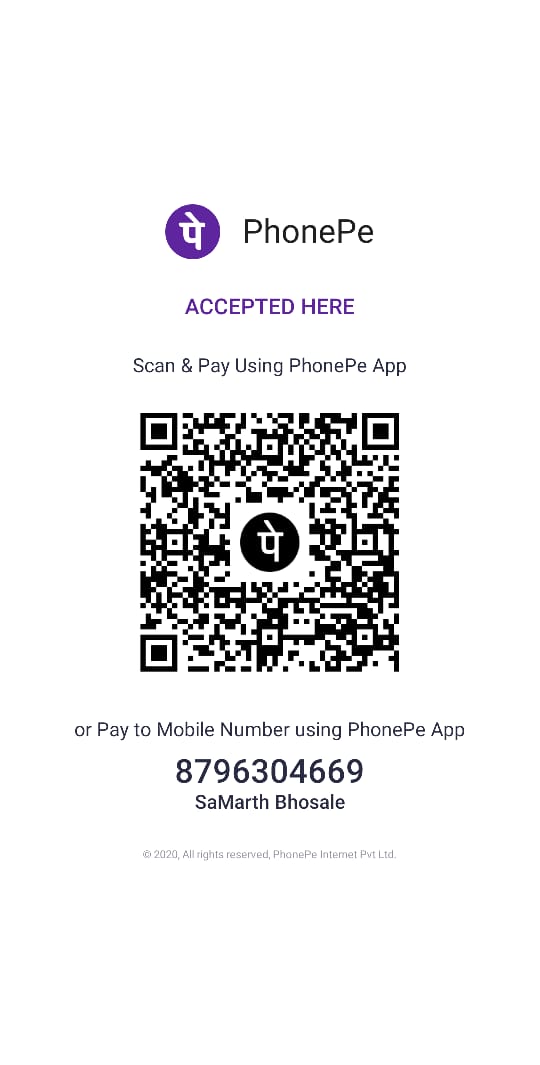 पे PhonePe
ACCEPTED HERE
Scan & Pay Using PhonePe App
पे
or Pay to Mobile Number using PhonePe App
8796304669
SaMarth Bhosale
© 2020, All rights reserved, PhonePe Internet Pvt Ltd.